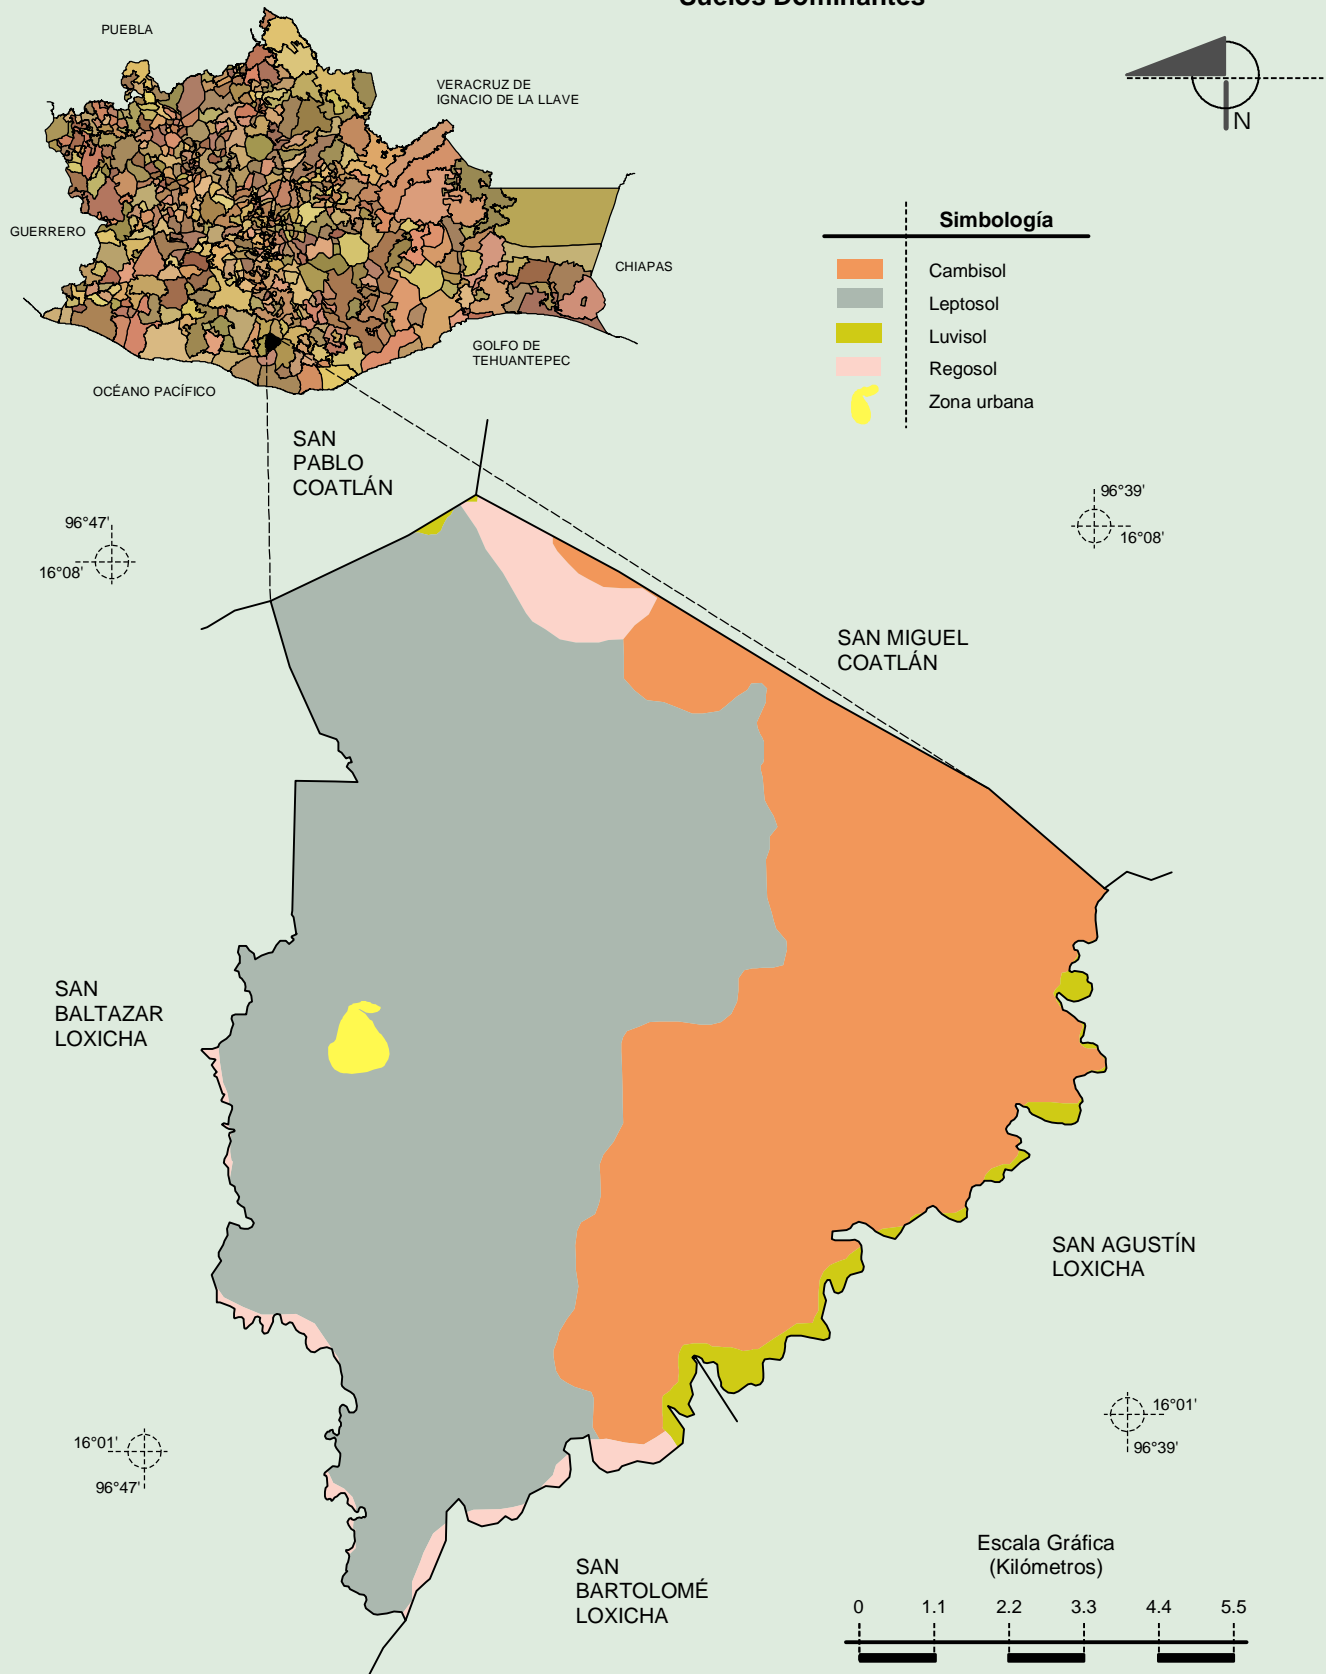 Suelos Dominantes
PUEBLA
VERACRUZ DE
IGNACIO DE LA LLAVE
N
GUERRERO
Simbología
CHIAPAS
Cambisol
Leptosol
Luvisol
Regosol
Zona urbana
GOLFO DE
TEHUANTEPEC
OCÉANO PACÍFICO
SAN
PABLO
COATLÁN
96°47'
16°08'
96°39'
16°08'
SAN MIGUEL
COATLÁN
SAN
BALTAZAR
LOXICHA
SAN AGUSTÍN
LOXICHA
16°01'
96°47'
16°01'
96°39'
SAN
BARTOLOMÉ
LOXICHA
Escala Gráfica
(Kilómetros)
0 1.1 2.2 3.3 4.4 5.5